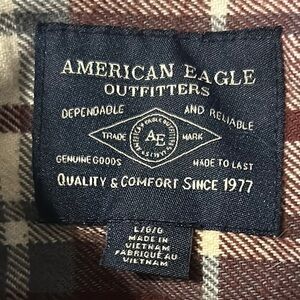 AMERICAN EAGLE
OUTFITTERS
DEPENDABLE AND RELIABLE
TRADE AE MARK
GENUINE GOODS MADE TO LAST
QUALITY & COMFORT SINCE 1977
L/G/G
MADE IN
VIETNAM
FABRIQUÉ AU
VIETNAM